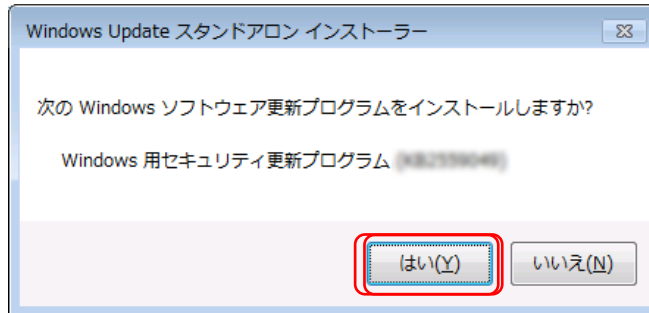 Windows Update スタンドアロン インストーラー
次の Windows ソフトウェア更新プログラムをインストールしますか?
Windows 用セキュリティ更新プログラム
はい(Y)
いいえ(N)